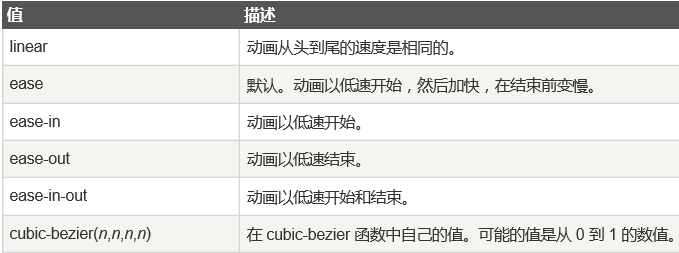 值 描述
linear 动画从头到尾的速度是相同的。
ease 默认。动画以低速开始，然后加快，在结束前变慢。
ease-in 动画以低速开始。
ease-out 动画以低速结束。
ease-in-out 动画以低速开始和结束。
cubic-bezier(n,n,n,n) 在 cubic-bezier 函数中自己的值。可能的值是从 0 到 1 的数值。